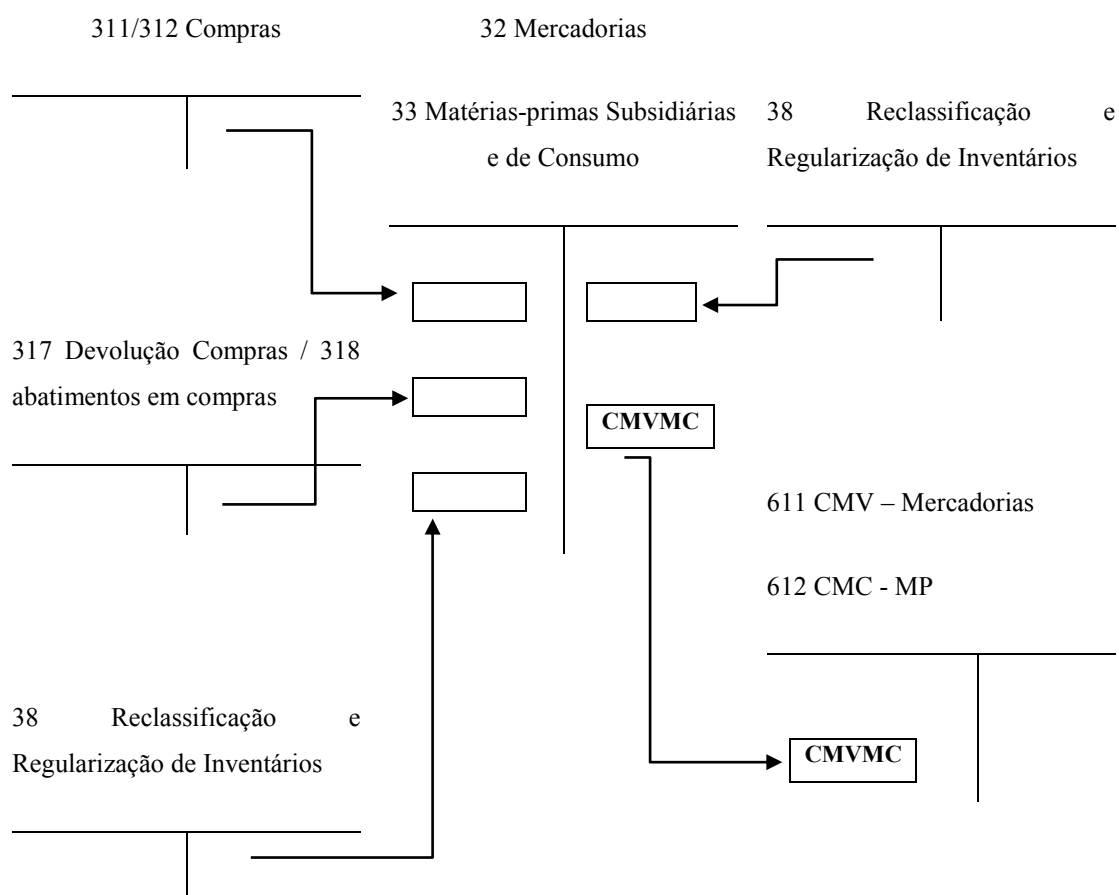 311/312 Compras
32 Mercadorias
33 Matérias-primas Subsidiárias
e de Consumo
38 Reclassificação e
Regularização de Inventários
317 Devolução Compras / 318
abatimentos em compras
CMVMC
611 CMV – Mercadorias
612 CMC - MP
38 Reclassificação e
Regularização de Inventários
CMVMC